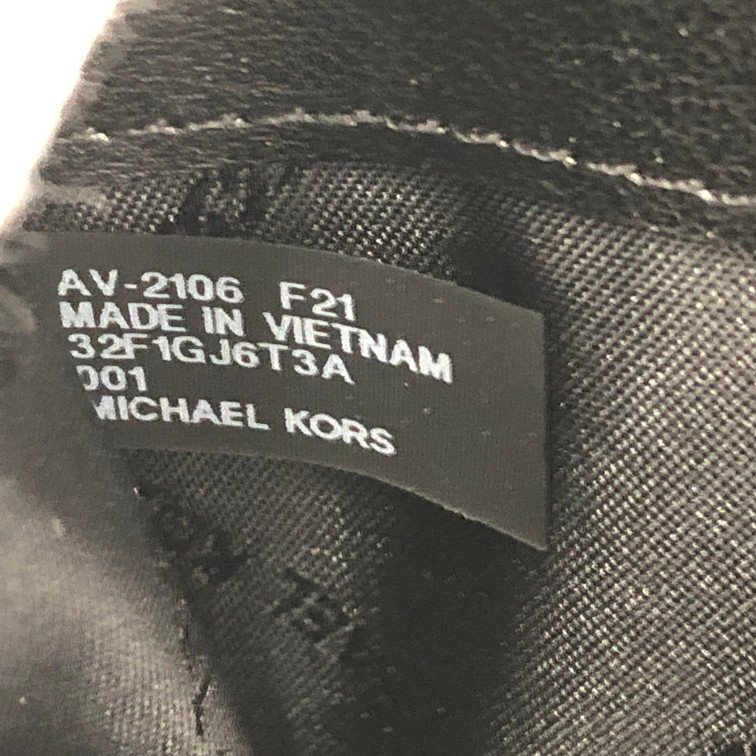 AV-2106 F21
MADE IN VIETNAM
32F1GJ6T3A
001
MICHAEL KORS